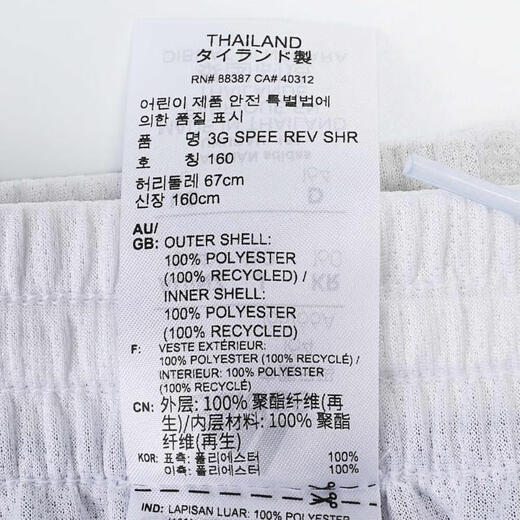 THAILAND
タイランド製
RN# 88387 CA# 40312
어린이 제품 안전 특별법에
의한 품질 표시
품 명 3G SPEE REV SHR
호 칭 160
허리둘레 67cm
신장 160cm
AU/
GB: OUTER SHELL:
100% POLYESTER
(100% RECYCLED) /
INNER SHELL:
100% POLYESTER
(100% RECYCLED)
F: VESTE EXTÉRIEUR:
100% POLYESTER (100% RECYCLE)
/ INTERIEUR: 100% POLYESTER
(100% RECYCLE)
CN: 外层: 100% 聚酯纤维(再
生)/内层材料: 100% 聚酯
纤维(再生)
KOR: 표측: 폴리에스터 100%
이측: 폴리에스터 100%
IND: LAPISAN LUAR: 100% POLYESTER